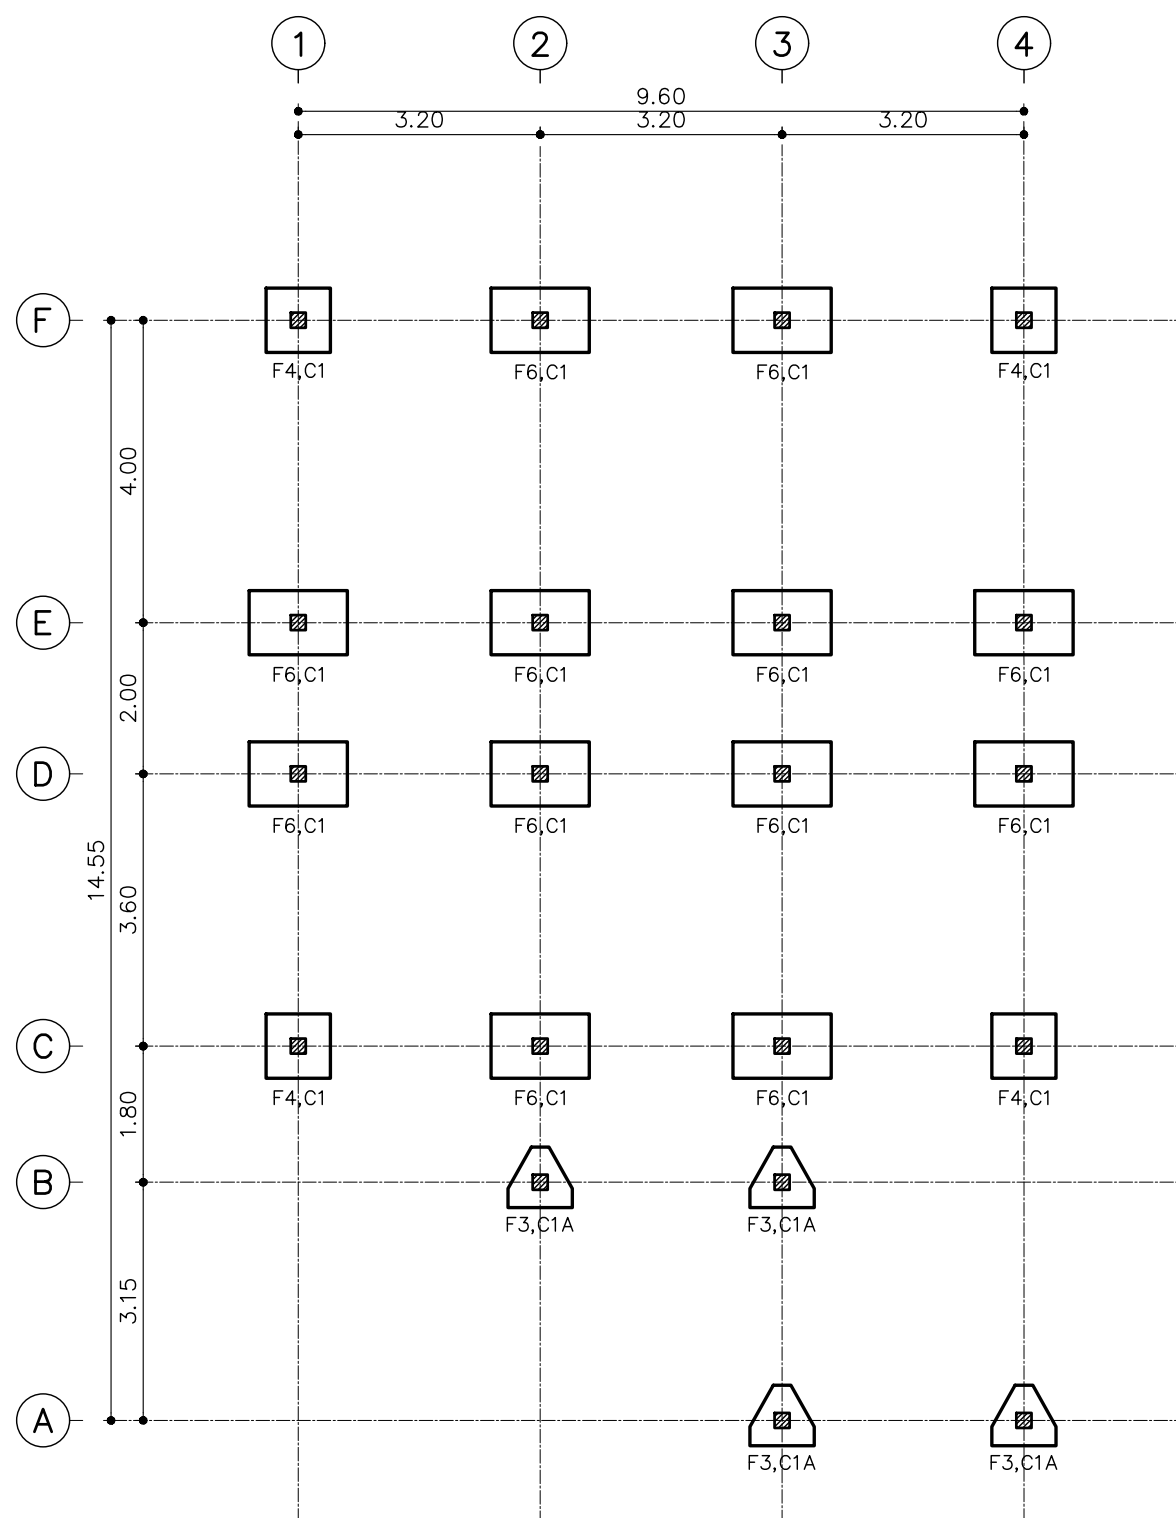 1 2 3 4
9.60
3.20 3.20 3.20
F
F4,C1 F6,C1 F6,C1 F4,C1
4.00
E
F6,C1 F6,C1 F6,C1 F6,C1
2.00
D
F6,C1 F6,C1 F6,C1 F6,C1
14.55
3.60
C
F4,C1 F6,C1 F6,C1 F4,C1
1.80
B
F3,C1A F3,C1A
3.15
A
F3,C1A F3,C1A